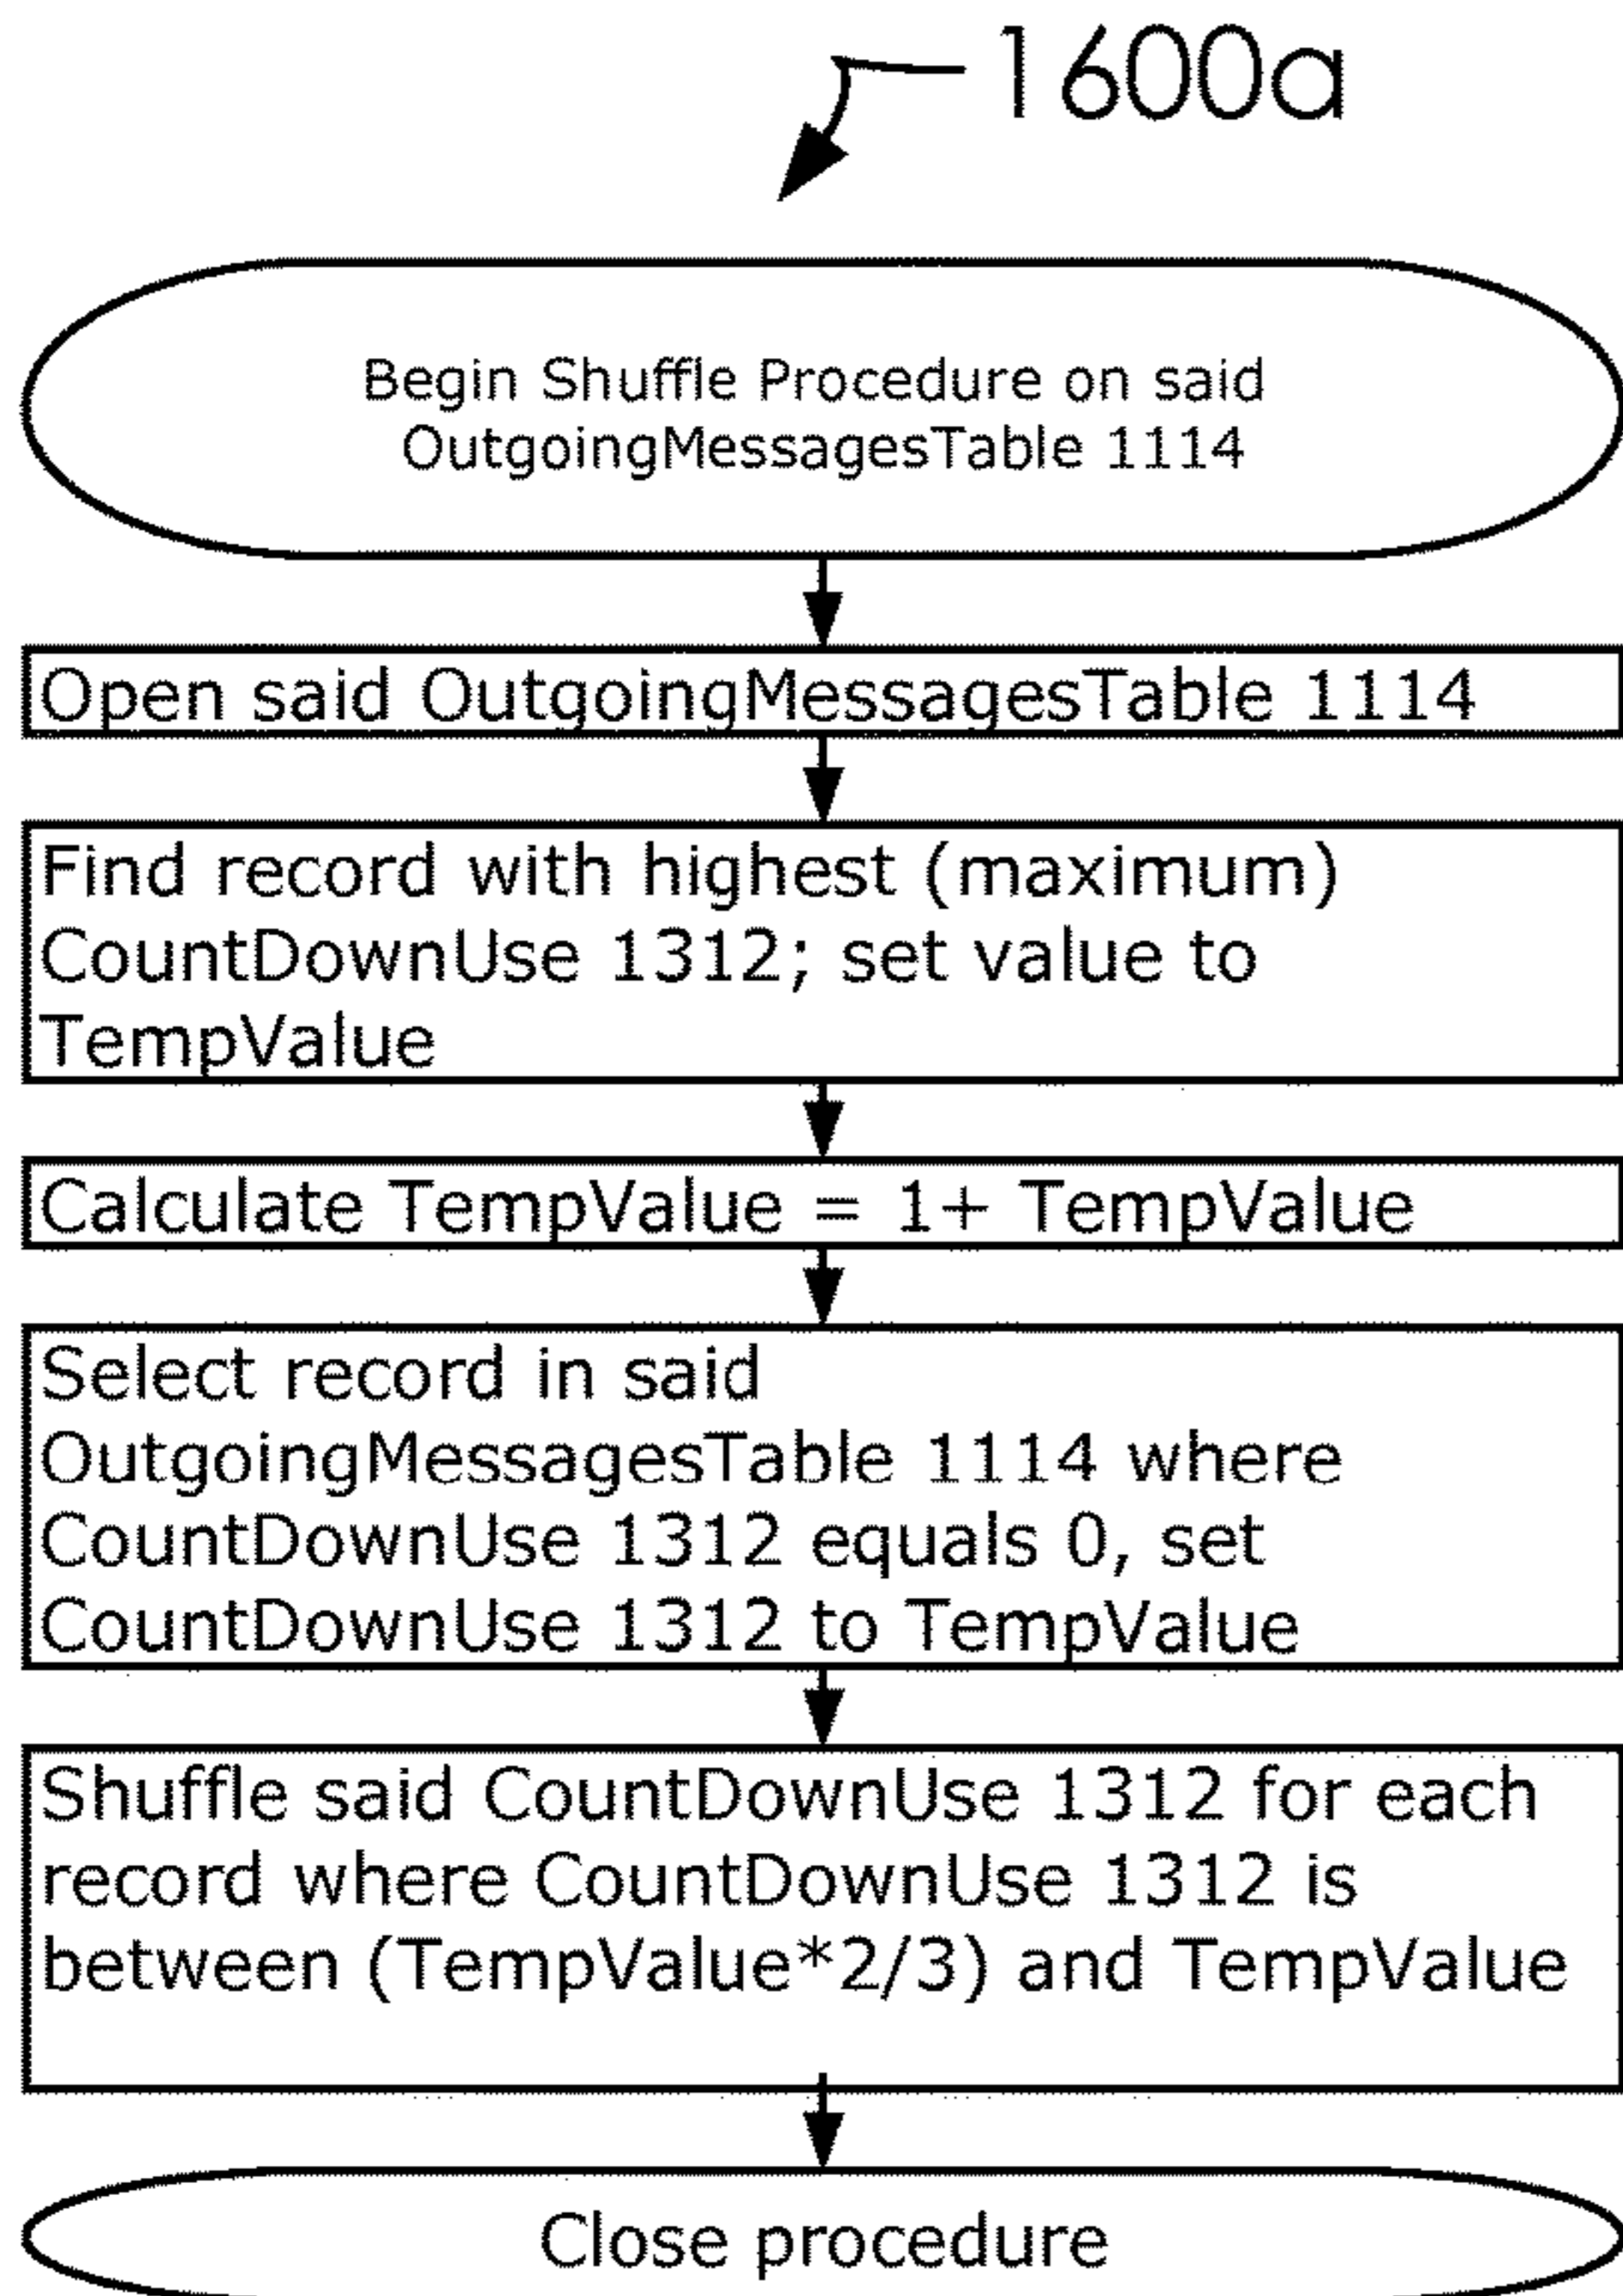 1600a
Begin Shuffle Procedure on said
OutgoingMessagesTable 1114
Open said OutgoingMessagesTable 1114
Find record with highest (maximum)
CountDownUse 1312; set value to
TempValue
Calculate TempValue = 1+ TempValue
Select record in said
OutgoingMessagesTable 1114 where
CountDownUse 1312 equals 0, set
CountDownUse 1312 to TempValue
Shuffle said CountDownUse 1312 for each
record where CountDownUse 1312 is
between (TempValue*2/3) and TempValue
Close procedure